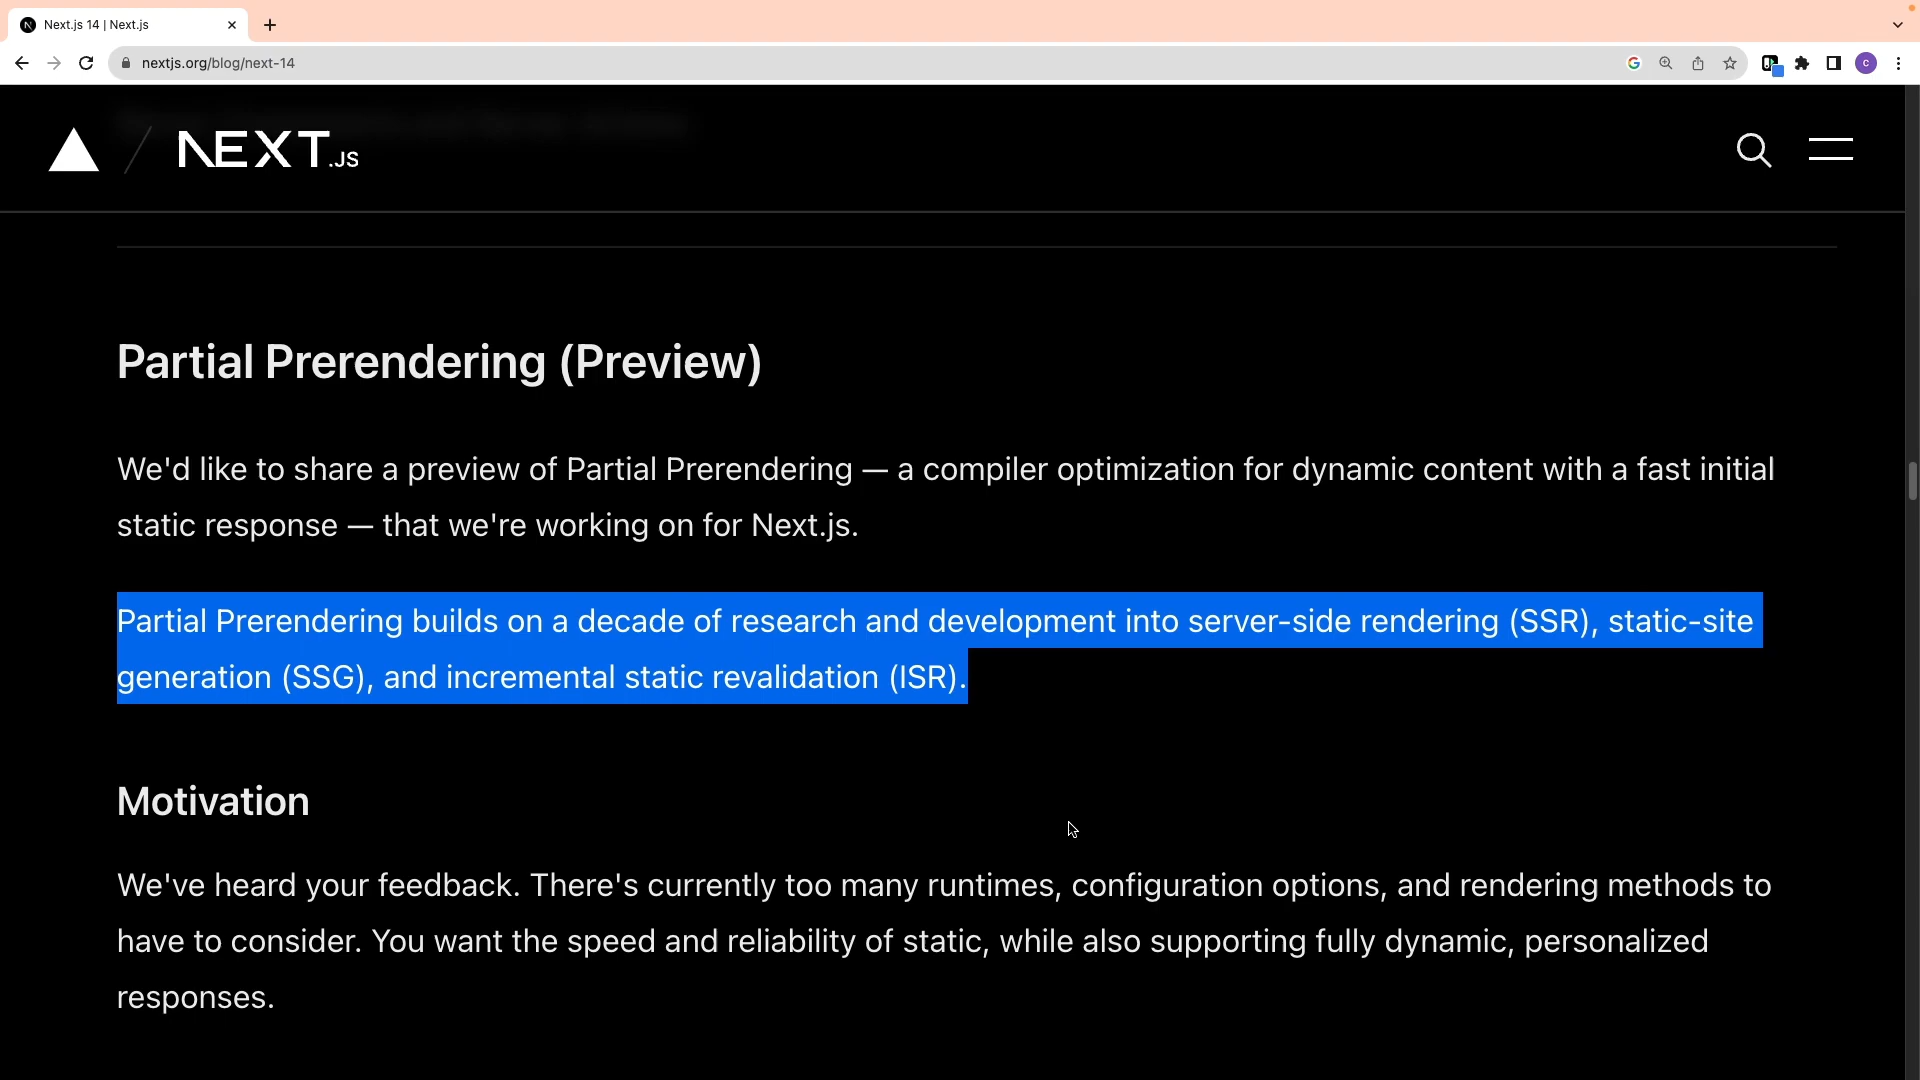 Next.js 14 | Next.js
nextjs.org/blog/next-14
G
c
NEXT.JS
Partial Prerendering (Preview)
We'd like to share a preview of Partial Prerendering — a compiler optimization for dynamic content with a fast initial
static response — that we're working on for Next.js.
Partial Prerendering builds on a decade of research and development into server-side rendering (SSR), static-site
generation (SSG), and incremental static revalidation (ISR).
Motivation
We've heard your feedback. There's currently too many runtimes, configuration options, and rendering methods to
have to consider. You want the speed and reliability of static, while also supporting fully dynamic, personalized
responses.